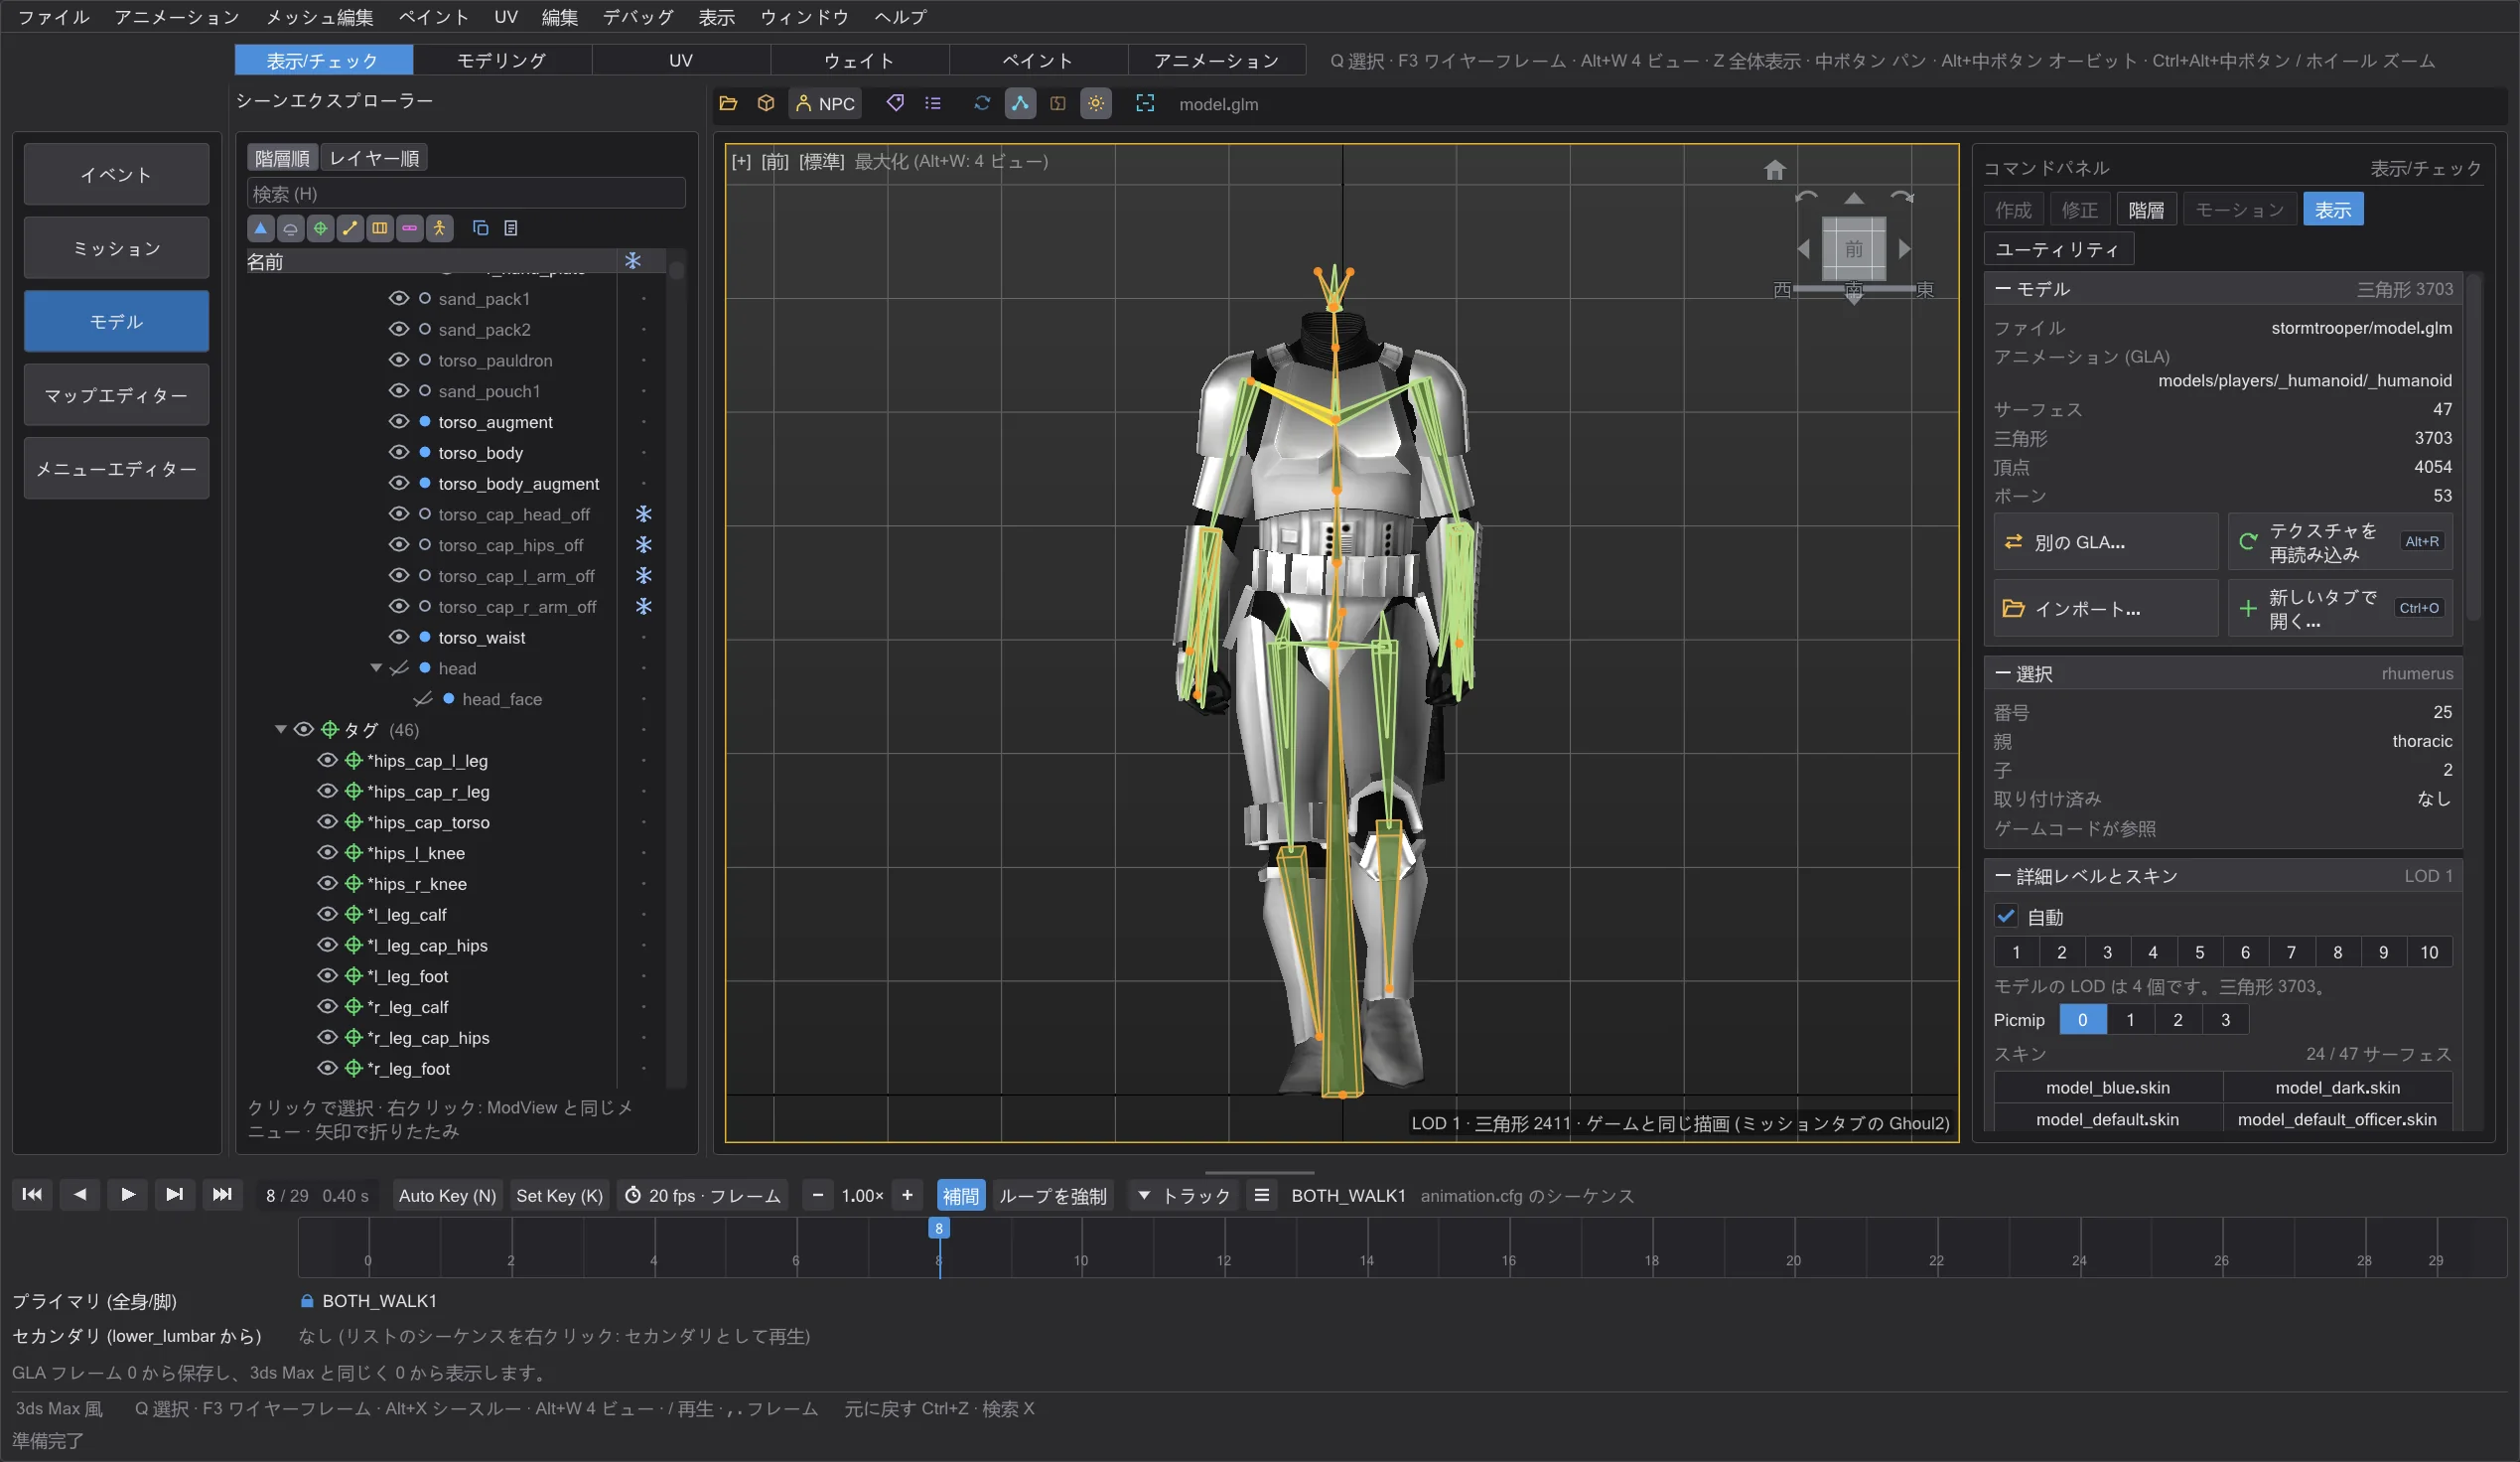 ファイル アニメーション メッシュ編集 ペイント UV 編集 デバッグ 表示 ウィンドウ ヘルプ
表示/チェック モデリング UV ウェイト ペイント アニメーション Q 選択 · F3 ワイヤーフレーム · Alt+W 4 ビュー · Z 全体表示 · 中ボタン パン · Alt+中ボタン オービット · Ctrl+Alt+中ボタン / ホイール ズーム
イベント
ミッション
モデル
マップエディター
メニューエディター
シーンエクスプローラー
階層順 レイヤー順
検索 (H)
名前
sand_pack1
sand_pack2
torso_pauldron
sand_pouch1
torso_augment
torso_body
torso_body_augment
torso_cap_head_off
torso_cap_hips_off
torso_cap_l_arm_off
torso_cap_r_arm_off
torso_waist
head
head_face
タグ (46)
*hips_cap_l_leg
*hips_cap_r_leg
*hips_cap_torso
*hips_l_knee
*hips_r_knee
*l_leg_calf
*l_leg_cap_hips
*l_leg_foot
*r_leg_calf
*r_leg_cap_hips
*r_leg_foot
クリックで選択 · 右クリック: ModView と同じメ
ニュー · 矢印で折りたたみ
NPC model.glm
[+] [前] [標準] 最大化 (Alt+W: 4 ビュー)
前
西 南 東
LOD 1 · 三角形 2411 · ゲームと同じ描画 (ミッションタブの Ghoul2)
コマンドパネル 表示/チェック
作成 修正 階層 モーション 表示
ユーティリティ
モデル 三角形 3703
ファイル stormtrooper/model.glm
アニメーション (GLA)
models/players/_humanoid/_humanoid
サーフェス 47
三角形 3703
頂点 4054
ボーン 53
別の GLA... テクスチャを
再読み込み Alt+R
インポート... 新しいタブで
開く... Ctrl+O
選択 rhumerus
番号 25
親 thoracic
子 2
取り付け済み なし
ゲームコードが参照
詳細レベルとスキン LOD 1
自動
1 2 3 4 5 6 7 8 9 10
モデルの LOD は 4 個です。三角形 3703。
Picmip 0 1 2 3
スキン 24 / 47 サーフェス
model_blue.skin model_dark.skin
model_default.skin model_default_officer.skin
8 / 29 0.40 s Auto Key (N) Set Key (K) 20 fps · フレーム − 1.00× + 補間 ループを強制 ▼ トラック BOTH_WALK1 animation.cfg のシーケンス
8
0 2 4 6 8 10 12 14 16 18 20 22 24 26 28 29
プライマリ (全身/脚) BOTH_WALK1
セカンダリ (lower_lumbar から) なし (リストのシーケンスを右クリック: セカンダリとして再生)
GLA フレーム 0 から保存し、3ds Max と同じく 0 から表示します。
3ds Max 風 Q 選択 · F3 ワイヤーフレーム · Alt+X シースルー · Alt+W 4 ビュー · / 再生 · , . フレーム 元に戻す Ctrl+Z · 検索 X
準備完了